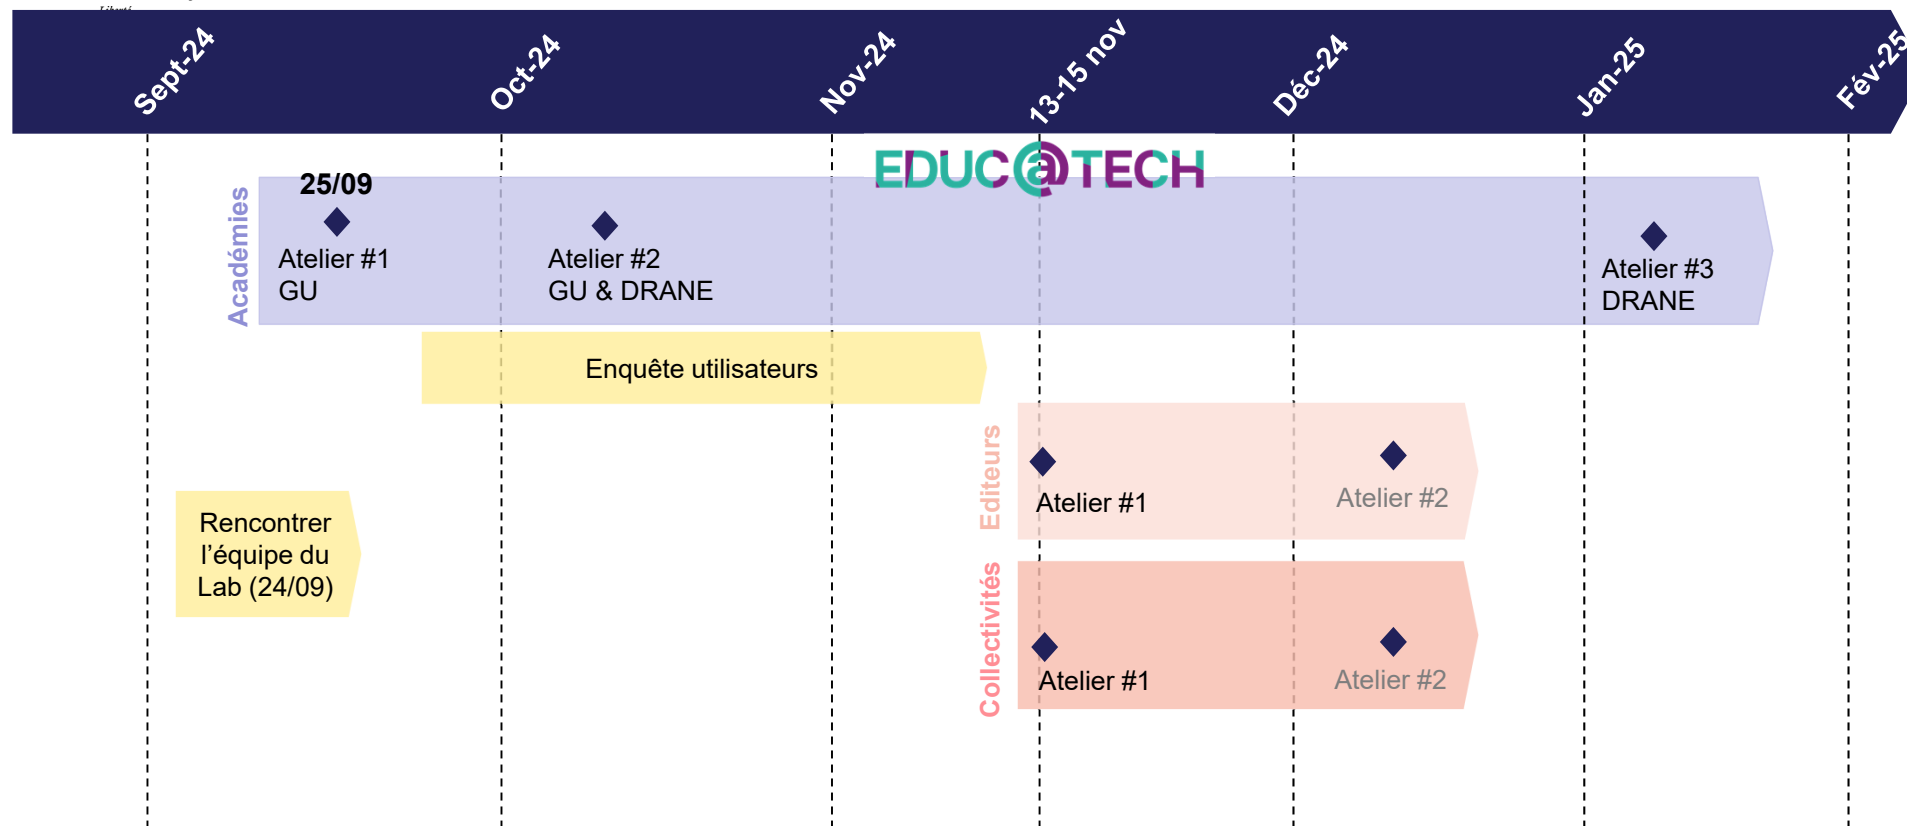 Liberté
Sept-24
Oct-24
Nov-24
13-15 nov
Déc-24
Jan-25
Fév-25
EDUC@TECH
Académies
25/09
Atelier #1
GU
Atelier #2
GU & DRANE
Atelier #3
DRANE
Enquête utilisateurs
Editeurs
Atelier #1
Atelier #2
Rencontrer
l’équipe du
Lab (24/09)
Collectivités
Atelier #1
Atelier #2